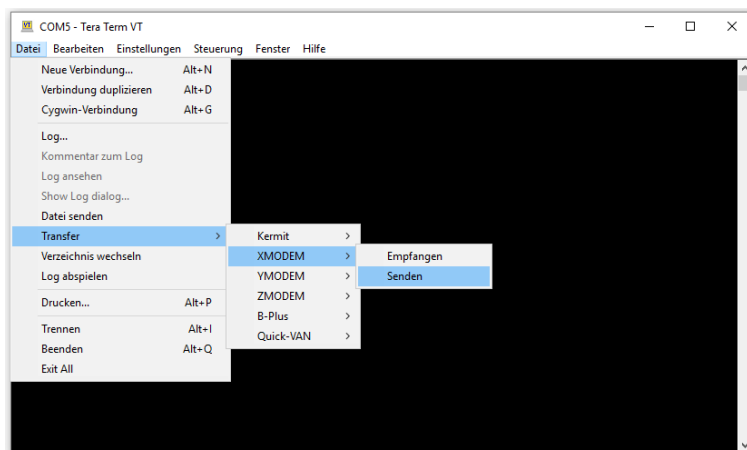 COM5 - Tera Term VT
Datei Bearbeiten Einstellungen Steuerung Fenster Hilfe
Neue Verbindung... Alt+N
Verbindung duplizieren Alt+D
Cygwin-Verbindung Alt+G
Log...
Kommentar zum Log
Log ansehen
Show Log dialog...
Datei senden
Transfer
Verzeichnis wechseln
Log abspielen
Drucken... Alt+P
Trennen Alt+I
Beenden Alt+Q
Exit All
Kermit
XMODEM
YMODEM
ZMODEM
B-Plus
Quick-VAN
Empfangen
Senden